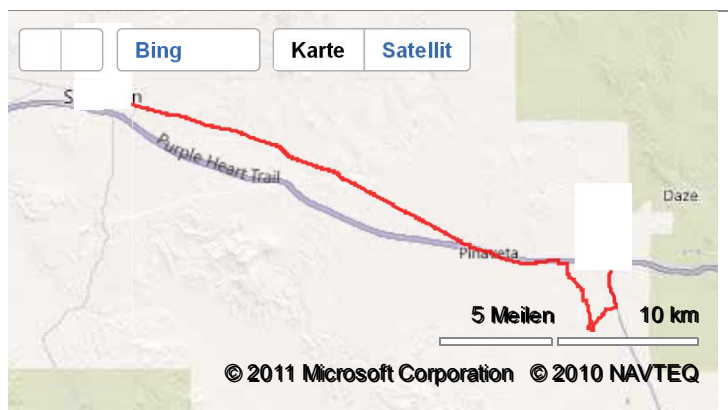 Bing
Karte
Satellit
Purple Heart Trail
Daze
Pinaveta
5 Meilen
10 km
© 2011 Microsoft Corporation © 2010 NAVTEQ